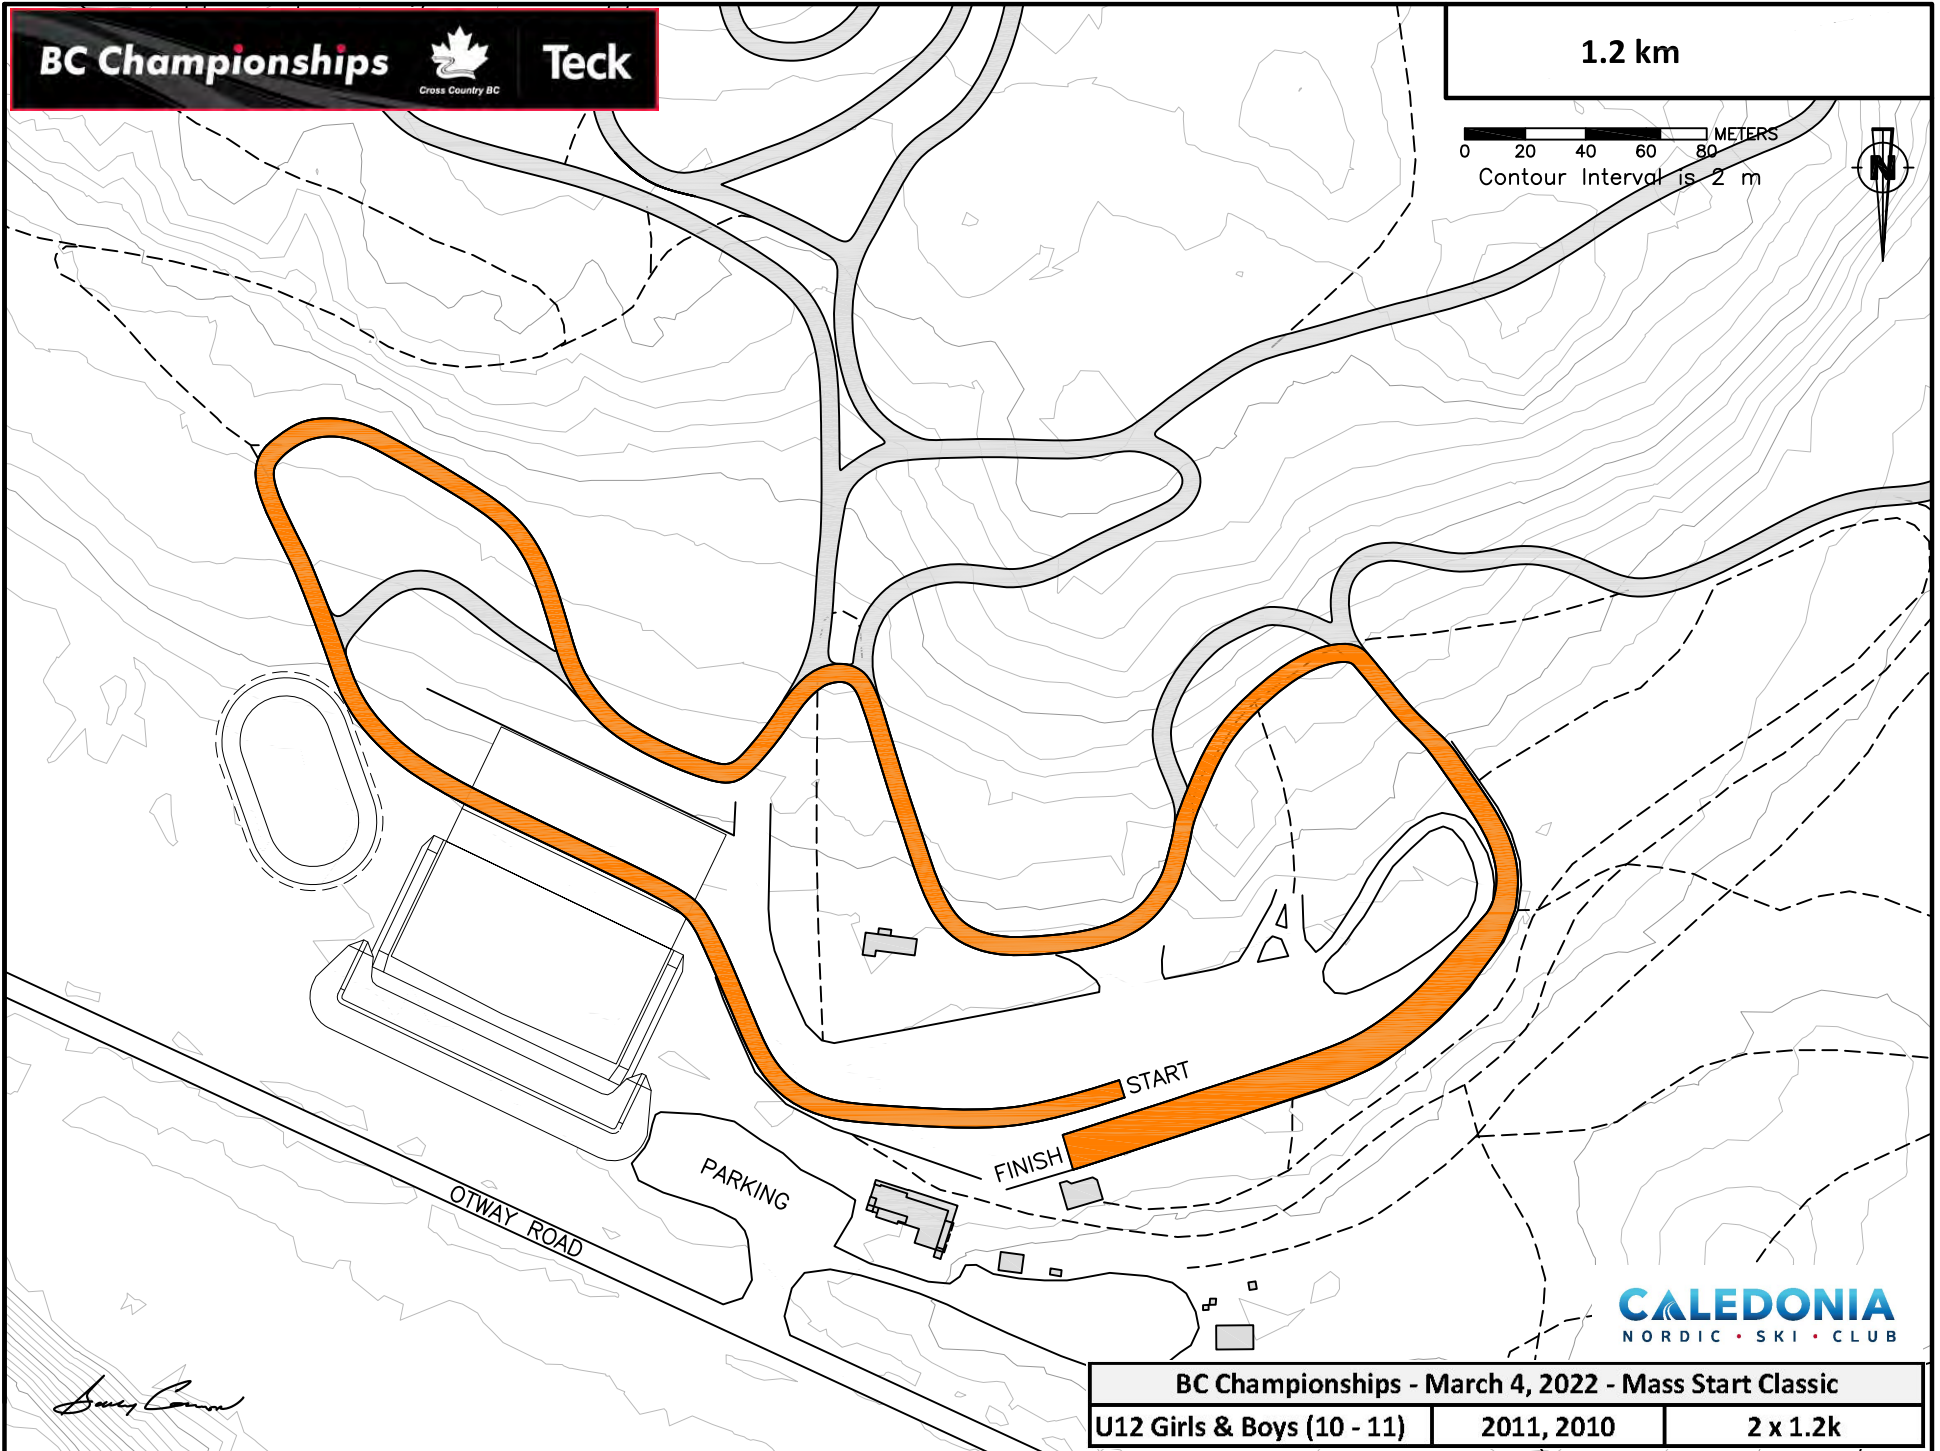 BC Championships
Cross Country BC
Teck
1.2 km
METERS
0 20 40 60 80
Contour Interval is 2 m
N
START
FINISH
PARKING
OTWAY ROAD
CALEDONIA
NORDIC • SKI • CLUB
BC Championships - March 4, 2022 - Mass Start Classic
U12 Girls & Boys (10 - 11) 2011, 2010 2 x 1.2k